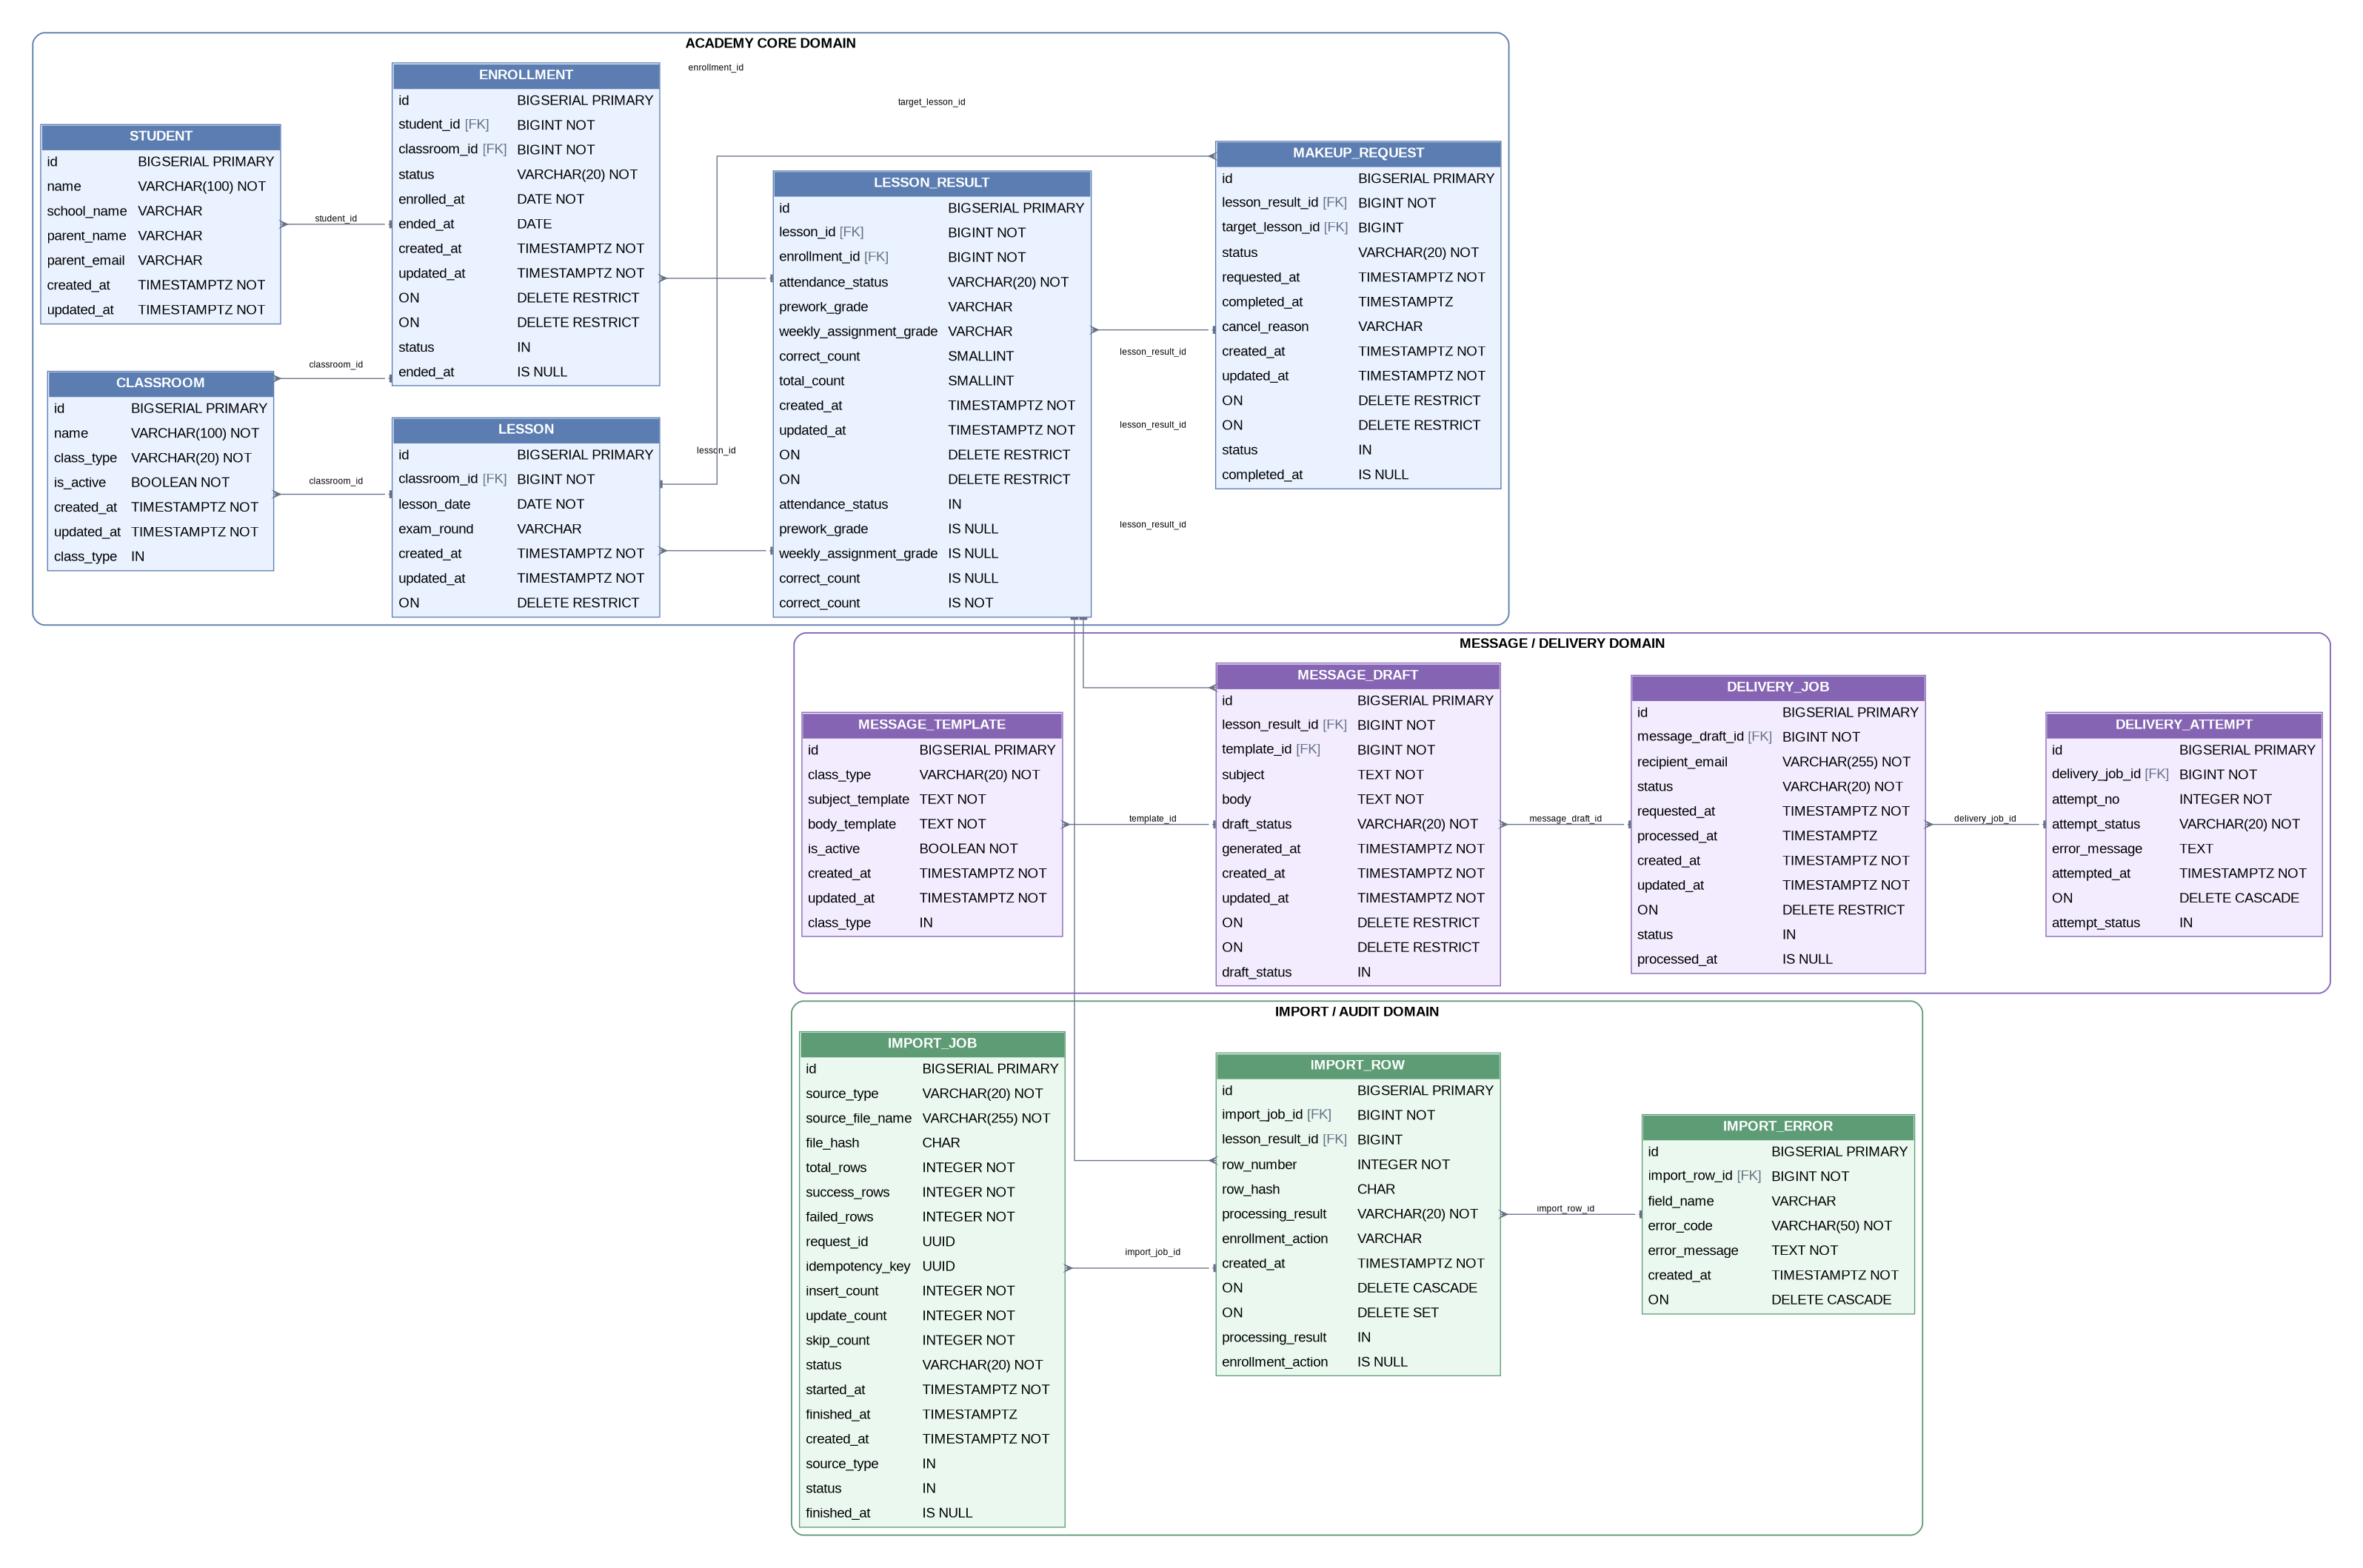 ACADEMY CORE DOMAIN
STUDENT
id BIGSERIAL PRIMARY
name VARCHAR(100) NOT
school_name VARCHAR
parent_name VARCHAR
parent_email VARCHAR
created_at TIMESTAMPTZ NOT
updated_at TIMESTAMPTZ NOT
CLASSROOM
id BIGSERIAL PRIMARY
name VARCHAR(100) NOT
class_type VARCHAR(20) NOT
is_active BOOLEAN NOT
created_at TIMESTAMPTZ NOT
updated_at TIMESTAMPTZ NOT
class_type IN
student_id
classroom_id
classroom_id
ENROLLMENT
id BIGSERIAL PRIMARY
student_id [FK] BIGINT NOT
classroom_id [FK] BIGINT NOT
status VARCHAR(20) NOT
enrolled_at DATE NOT
ended_at DATE
created_at TIMESTAMPTZ NOT
updated_at TIMESTAMPTZ NOT
ON DELETE RESTRICT
ON DELETE RESTRICT
status IN
ended_at IS NULL
LESSON
id BIGSERIAL PRIMARY
classroom_id [FK] BIGINT NOT
lesson_date DATE NOT
exam_round VARCHAR
created_at TIMESTAMPTZ NOT
updated_at TIMESTAMPTZ NOT
ON DELETE RESTRICT
enrollment_id
target_lesson_id
lesson_id
LESSON_RESULT
id BIGSERIAL PRIMARY
lesson_id [FK] BIGINT NOT
enrollment_id [FK] BIGINT NOT
attendance_status VARCHAR(20) NOT
prework_grade VARCHAR
weekly_assignment_grade VARCHAR
correct_count SMALLINT
total_count SMALLINT
created_at TIMESTAMPTZ NOT
updated_at TIMESTAMPTZ NOT
ON DELETE RESTRICT
ON DELETE RESTRICT
attendance_status IN
prework_grade IS NULL
weekly_assignment_grade IS NULL
correct_count IS NULL
correct_count IS NOT
lesson_result_id
lesson_result_id
lesson_result_id
MAKEUP_REQUEST
id BIGSERIAL PRIMARY
lesson_result_id [FK] BIGINT NOT
target_lesson_id [FK] BIGINT
status VARCHAR(20) NOT
requested_at TIMESTAMPTZ NOT
completed_at TIMESTAMPTZ
cancel_reason VARCHAR
created_at TIMESTAMPTZ NOT
updated_at TIMESTAMPTZ NOT
ON DELETE RESTRICT
ON DELETE RESTRICT
status IN
completed_at IS NULL
MESSAGE / DELIVERY DOMAIN
MESSAGE_TEMPLATE
id BIGSERIAL PRIMARY
class_type VARCHAR(20) NOT
subject_template TEXT NOT
body_template TEXT NOT
is_active BOOLEAN NOT
created_at TIMESTAMPTZ NOT
updated_at TIMESTAMPTZ NOT
class_type IN
template_id
MESSAGE_DRAFT
id BIGSERIAL PRIMARY
lesson_result_id [FK] BIGINT NOT
template_id [FK] BIGINT NOT
subject TEXT NOT
body TEXT NOT
draft_status VARCHAR(20) NOT
generated_at TIMESTAMPTZ NOT
created_at TIMESTAMPTZ NOT
updated_at TIMESTAMPTZ NOT
ON DELETE RESTRICT
ON DELETE RESTRICT
draft_status IN
message_draft_id
DELIVERY_JOB
id BIGSERIAL PRIMARY
message_draft_id [FK] BIGINT NOT
recipient_email VARCHAR(255) NOT
status VARCHAR(20) NOT
requested_at TIMESTAMPTZ NOT
processed_at TIMESTAMPTZ
created_at TIMESTAMPTZ NOT
updated_at TIMESTAMPTZ NOT
ON DELETE RESTRICT
status IN
processed_at IS NULL
delivery_job_id
DELIVERY_ATTEMPT
id BIGSERIAL PRIMARY
delivery_job_id [FK] BIGINT NOT
attempt_no INTEGER NOT
attempt_status VARCHAR(20) NOT
error_message TEXT
attempted_at TIMESTAMPTZ NOT
ON DELETE CASCADE
attempt_status IN
IMPORT / AUDIT DOMAIN
IMPORT_JOB
id BIGSERIAL PRIMARY
source_type VARCHAR(20) NOT
source_file_name VARCHAR(255) NOT
file_hash CHAR
total_rows INTEGER NOT
success_rows INTEGER NOT
failed_rows INTEGER NOT
request_id UUID
idempotency_key UUID
insert_count INTEGER NOT
update_count INTEGER NOT
skip_count INTEGER NOT
status VARCHAR(20) NOT
started_at TIMESTAMPTZ NOT
finished_at TIMESTAMPTZ
created_at TIMESTAMPTZ NOT
source_type IN
status IN
finished_at IS NULL
import_job_id
IMPORT_ROW
id BIGSERIAL PRIMARY
import_job_id [FK] BIGINT NOT
lesson_result_id [FK] BIGINT
row_number INTEGER NOT
row_hash CHAR
processing_result VARCHAR(20) NOT
enrollment_action VARCHAR
created_at TIMESTAMPTZ NOT
ON DELETE CASCADE
ON DELETE SET
processing_result IN
enrollment_action IS NULL
import_row_id
IMPORT_ERROR
id BIGSERIAL PRIMARY
import_row_id [FK] BIGINT NOT
field_name VARCHAR
error_code VARCHAR(50) NOT
error_message TEXT NOT
created_at TIMESTAMPTZ NOT
ON DELETE CASCADE